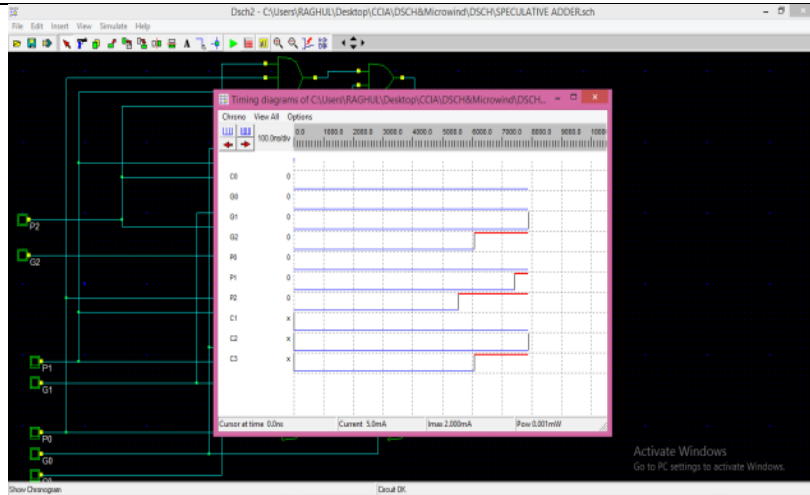 Dsch2 - C:\Users\RAGHUL\Desktop\CCIA\DSCH&Microwind\DSCH\SPECULATIVE ADDER.sch
File Edit Insert View Simulate Help
Timing diagrams of C:\Users\RAGHUL\Desktop\CCIA\DSCH&Microwind\DSCH...
Chrono View All Options
100.0ns/div 0.0 1000.0 2000.0 3000.0 4000.0 5000.0 6000.0 7000.0 8000.0 9000.0 1000
C0 0
G0 0
G1 0
G2 0
P0 0
P1 0
P2 0
C1 x
C2 x
C3 x
Cursor at time 0.0ns Current 5.0mA Imax 2.000mA Pow 0.001mW
P2
G2
P1
G1
P0
G0
C0
Activate Windows
Go to PC settings to activate Windows.
Show Chronogram Circuit OK